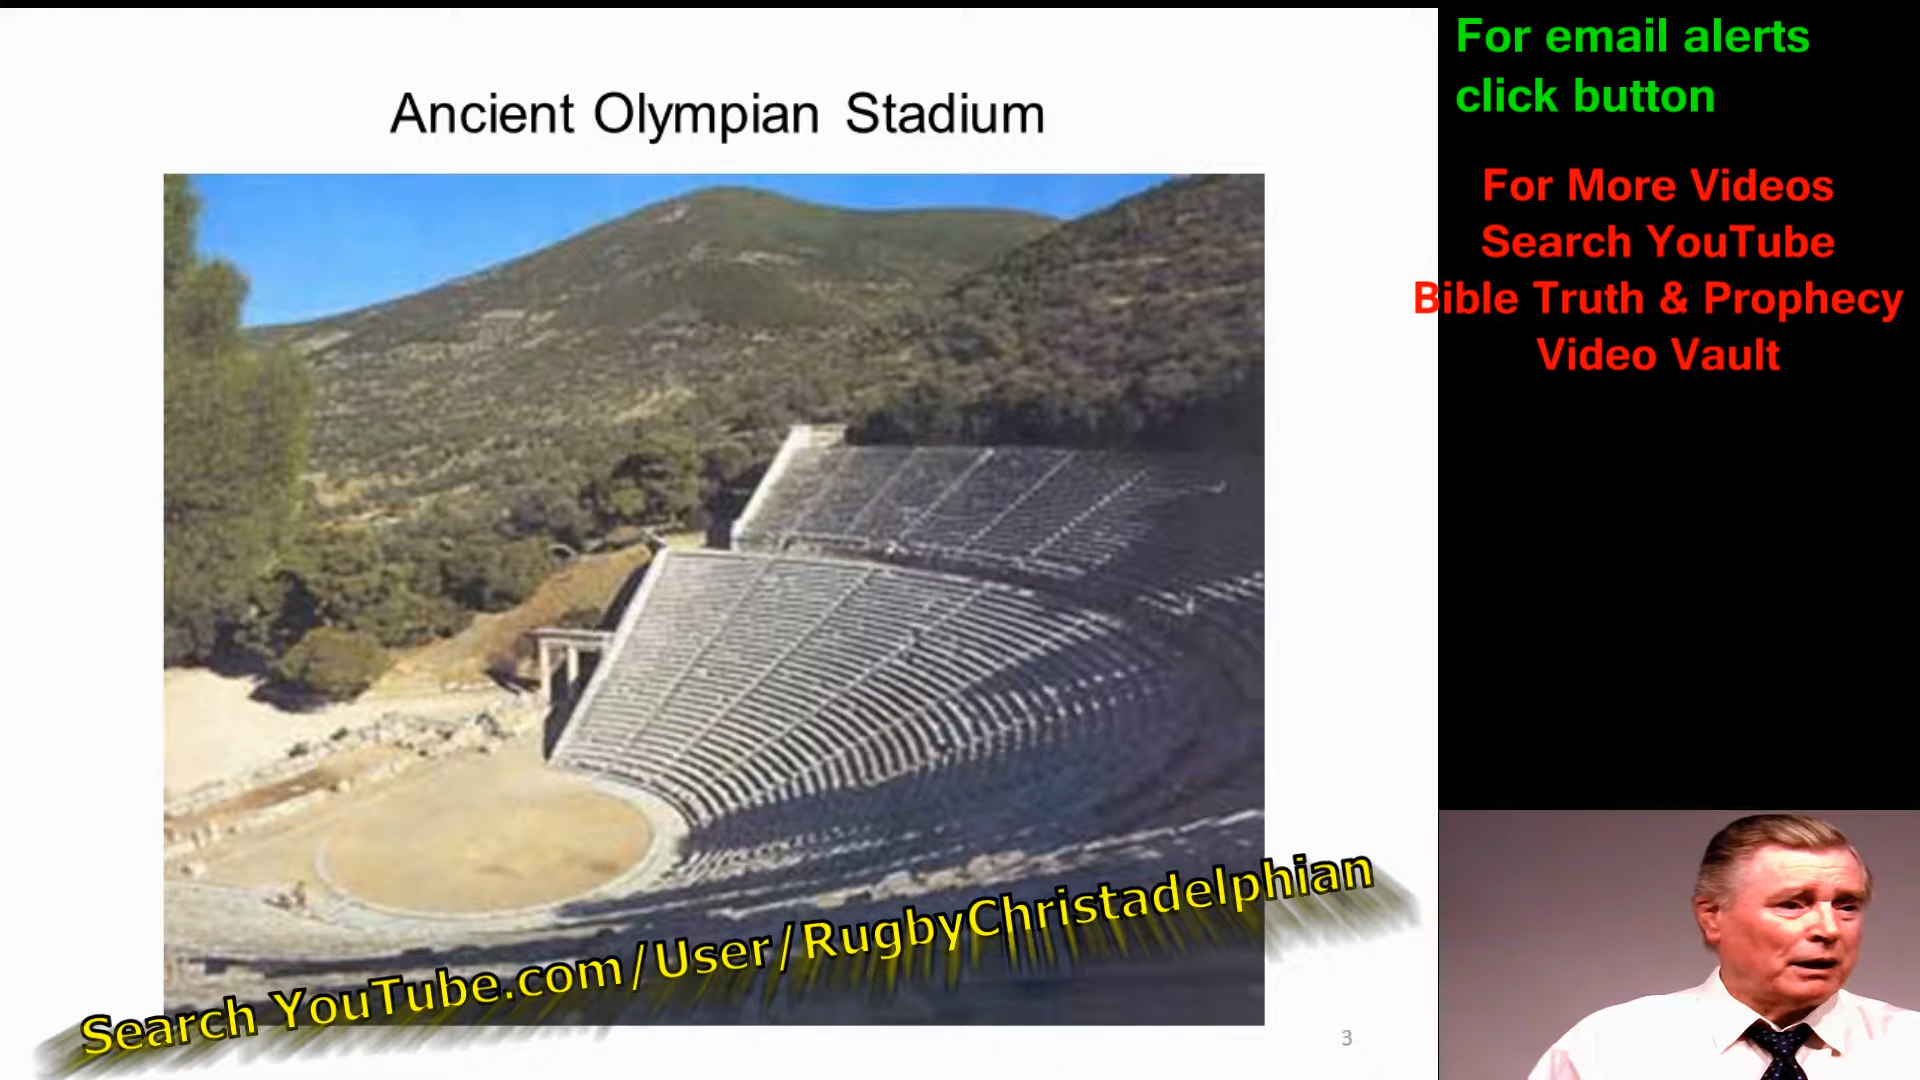 Ancient Olympian Stadium
For email alerts
click button
For More Videos
Search YouTube
Bible Truth & Prophecy
Video Vault
Search YouTube.com/User/RugbyChristadelphian
3